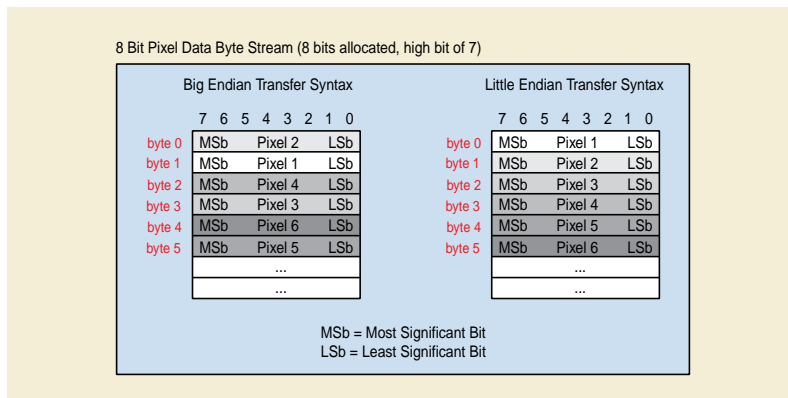 8 Bit Pixel Data Byte Stream (8 bits allocated, high bit of 7)
Big Endian Transfer Syntax
7 6 5 4 3 2 1 0
byte 0 MSb Pixel 2 LSb
byte 1 MSb Pixel 1 LSb
byte 2 MSb Pixel 4 LSb
byte 3 MSb Pixel 3 LSb
byte 4 MSb Pixel 6 LSb
byte 5 MSb Pixel 5 LSb
...
...
Little Endian Transfer Syntax
7 6 5 4 3 2 1 0
byte 0 MSb Pixel 1 LSb
byte 1 MSb Pixel 2 LSb
byte 2 MSb Pixel 3 LSb
byte 3 MSb Pixel 4 LSb
byte 4 MSb Pixel 5 LSb
byte 5 MSb Pixel 6 LSb
...
...
MSb = Most Significant Bit
LSb = Least Significant Bit